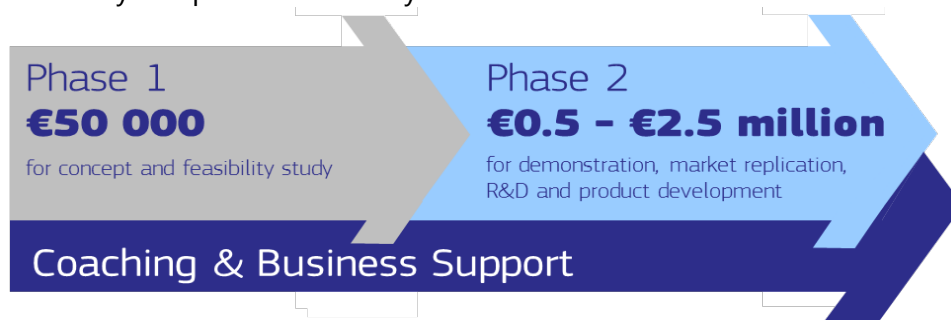 Phase 1
€50 000
for concept and feasibility study
Phase 2
€0.5 - €2.5 million
for demonstration, market replication,
R&D and product development
Coaching & Business Support